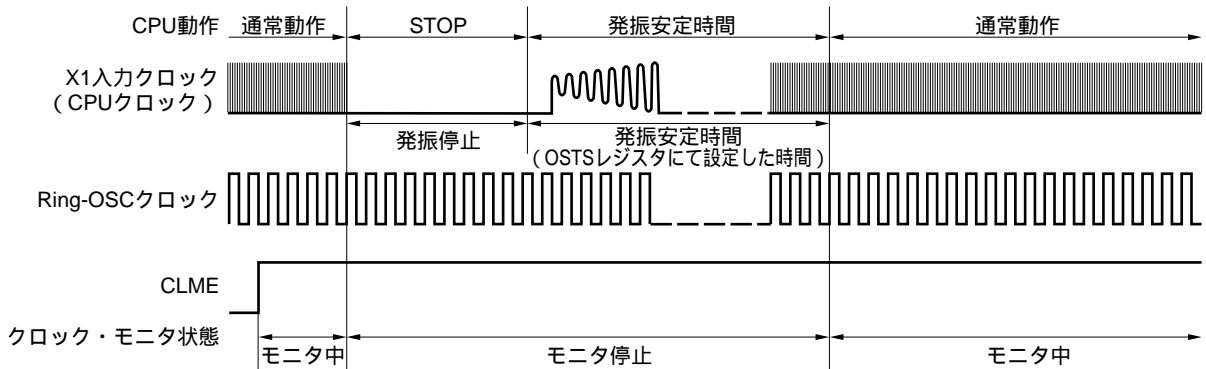 CPU動作 通常動作 STOP 発振安定時間 通常動作
X1入力クロック
（CPUクロック）
発振停止 発振安定時間
（OSTSレジスタにて設定した時間）
Ring-OSCクロック
CLME
クロック・モニタ状態
モニタ中 モニタ停止 モニタ中